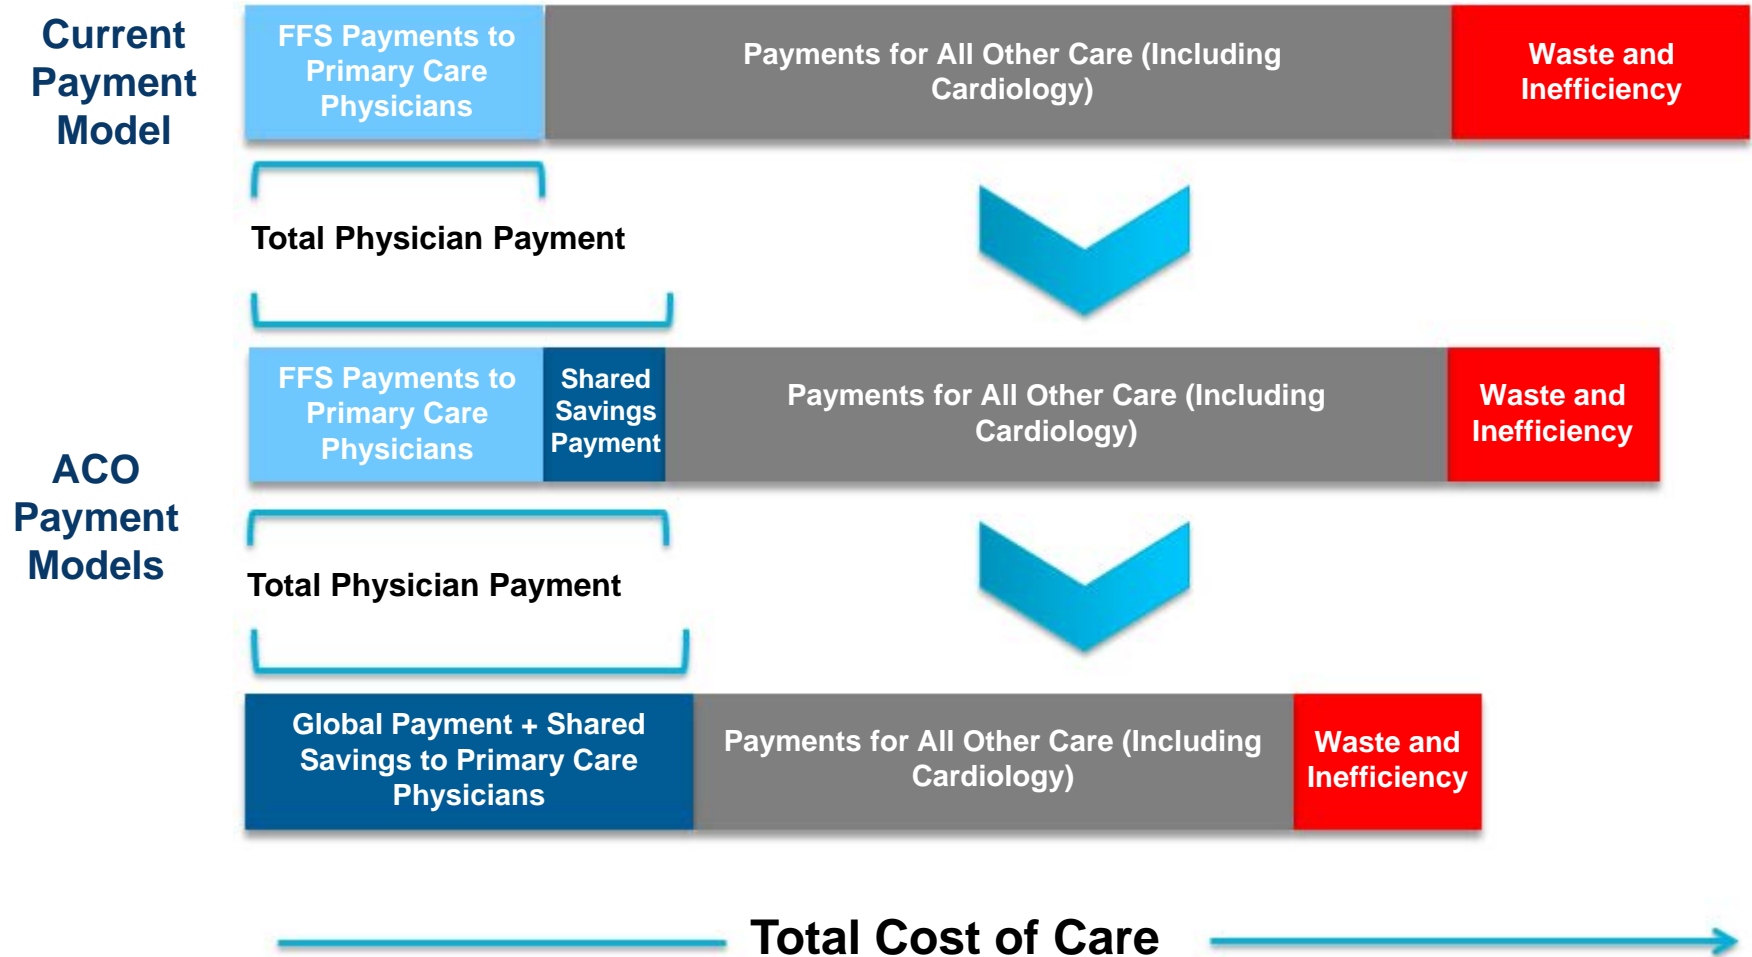 Current
Payment
Model
FFS Payments to
Primary Care
Physicians
Payments for All Other Care (Including
Cardiology)
Waste and
Inefficiency
Total Physician Payment
ACO
Payment
Models
FFS Payments to
Primary Care
Physicians
Shared
Savings
Payment
Payments for All Other Care (Including
Cardiology)
Waste and
Inefficiency
Total Physician Payment
Global Payment + Shared
Savings to Primary Care
Physicians
Payments for All Other Care (Including
Cardiology)
Waste and
Inefficiency
Total Cost of Care